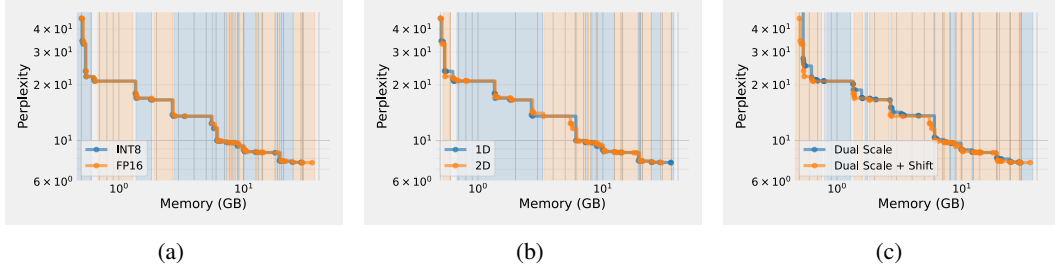 4 × 10¹
3 × 10¹
2 × 10¹
10¹
6 × 10⁰
Perplexity
INT8
FP16
10⁰
10¹
Memory (GB)
(a)
4 × 10¹
3 × 10¹
2 × 10¹
10¹
6 × 10⁰
Perplexity
1D
2D
10⁰
10¹
Memory (GB)
(b)
4 × 10¹
3 × 10¹
2 × 10¹
10¹
6 × 10⁰
Perplexity
Dual Scale
Dual Scale + Shift
10⁰
10¹
Memory (GB)
(c)